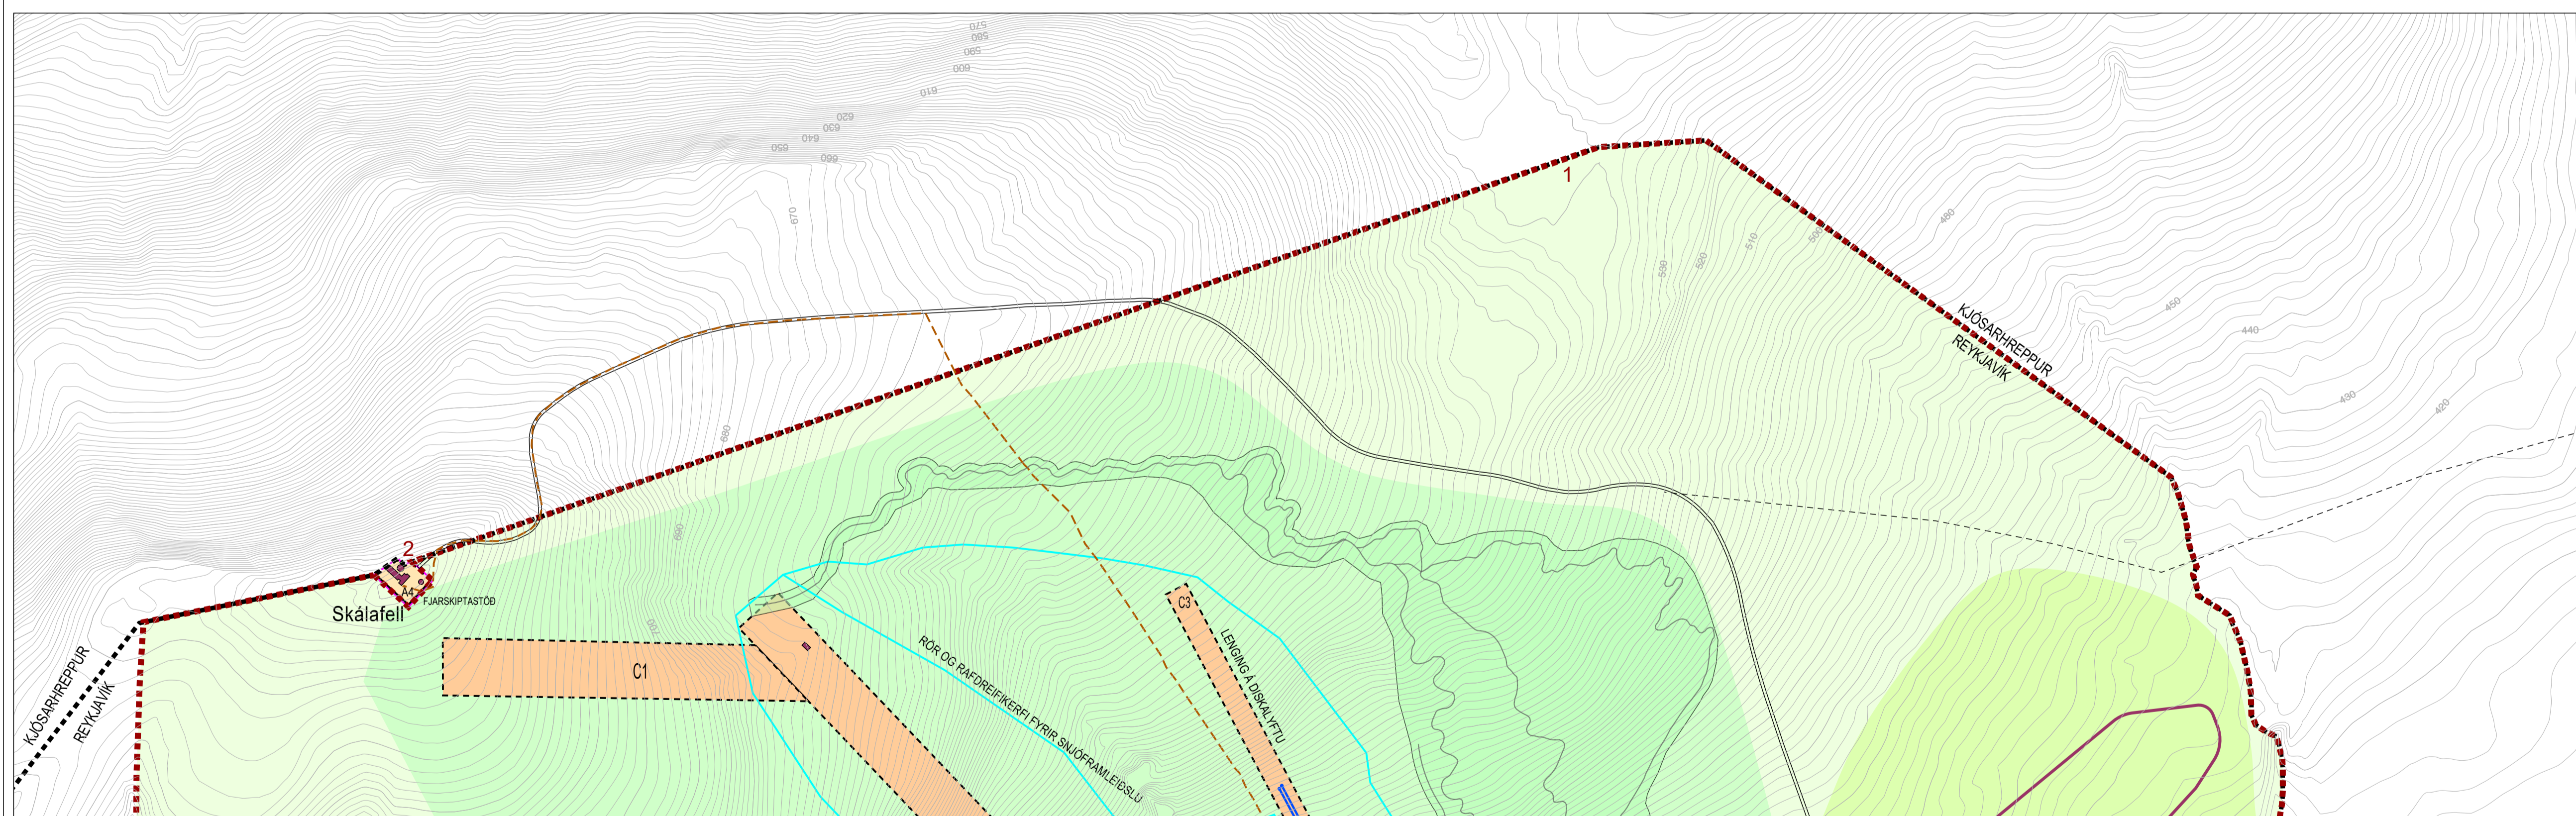 570
580
590
600
610
620
630
640
650
660
1
670
480
510
500
520
530
450
KJÓSARHREPPUR
REYKJAVÍK
440
430
420
680
690
2
A4
FJARSKIPTASTÖÐ
Skálafell
C3
700
LENGING Á DISKALYFTU
RÖR OG RAFDREIFIKERFI FYRIR SNJÓFRAMLEIÐSLU
C1
KJÓSARHREPPUR
REYKJAVÍK